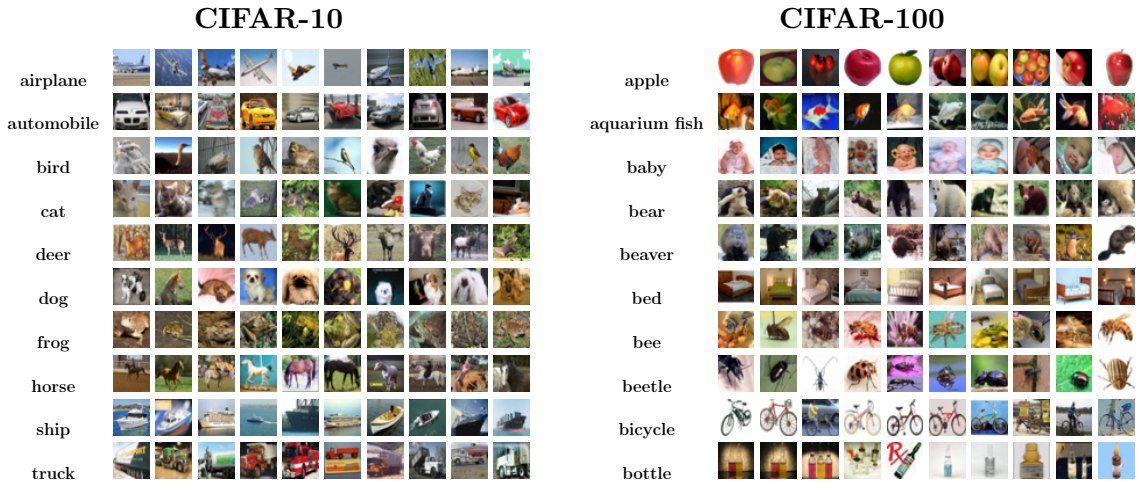 CIFAR-10
airplane
automobile
bird
cat
deer
dog
frog
horse
ship
truck
CIFAR-100
apple
aquarium fish
baby
bear
beaver
bed
bee
beetle
bicycle
bottle